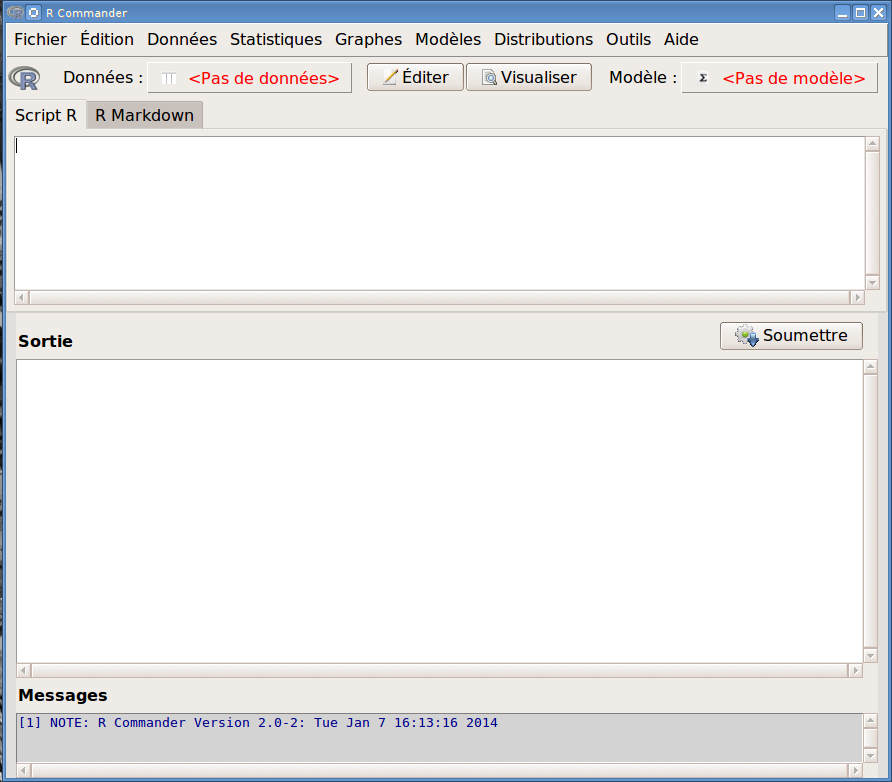 R Commander
Fichier Édition Données Statistiques Graphes Modèles Distributions Outils Aide
R Données : <Pas de données> Éditer Visualiser Modèle : Σ <Pas de modèle>
Script R R Markdown
Sortie Soumettre
Messages
[1] NOTE: R Commander Version 2.0-2: Tue Jan 7 16:13:16 2014